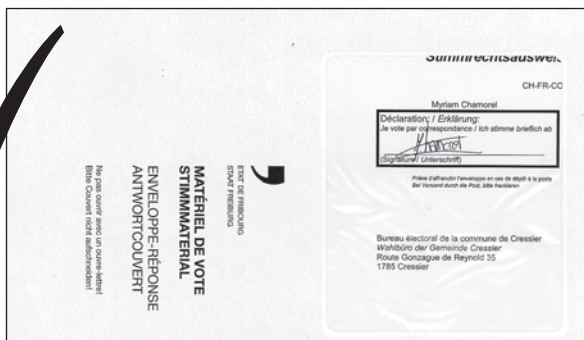 Stimmrechtsauswei
CH-FR-CO
Myriam Chamorel
Déclaration: / Erklärung:
Je vote par correspondance / Ich stimme brieflich ab
Chamorel
(Signature / Unterschrift)
Prière d'affranchir l'enveloppe en cas de dépôt à la poste
Bei Versand durch die Post, bitte frankieren
Bureau électoral de la commune de Cressier
Wahlbüro der Gemeinde Cressier
Route Gonzague de Reynold 35
1785 Cressier
ETAT DE FRIBOURG
STAAT FREIBURG
MATÉRIEL DE VOTE
STIMMMATERIAL
ENVELOPPE-RÉPONSE
ANTWORTCOUVERT
Ne pas ouvrir avec un ouvre-lettre!
Bitte Couvert nicht aufschneiden!